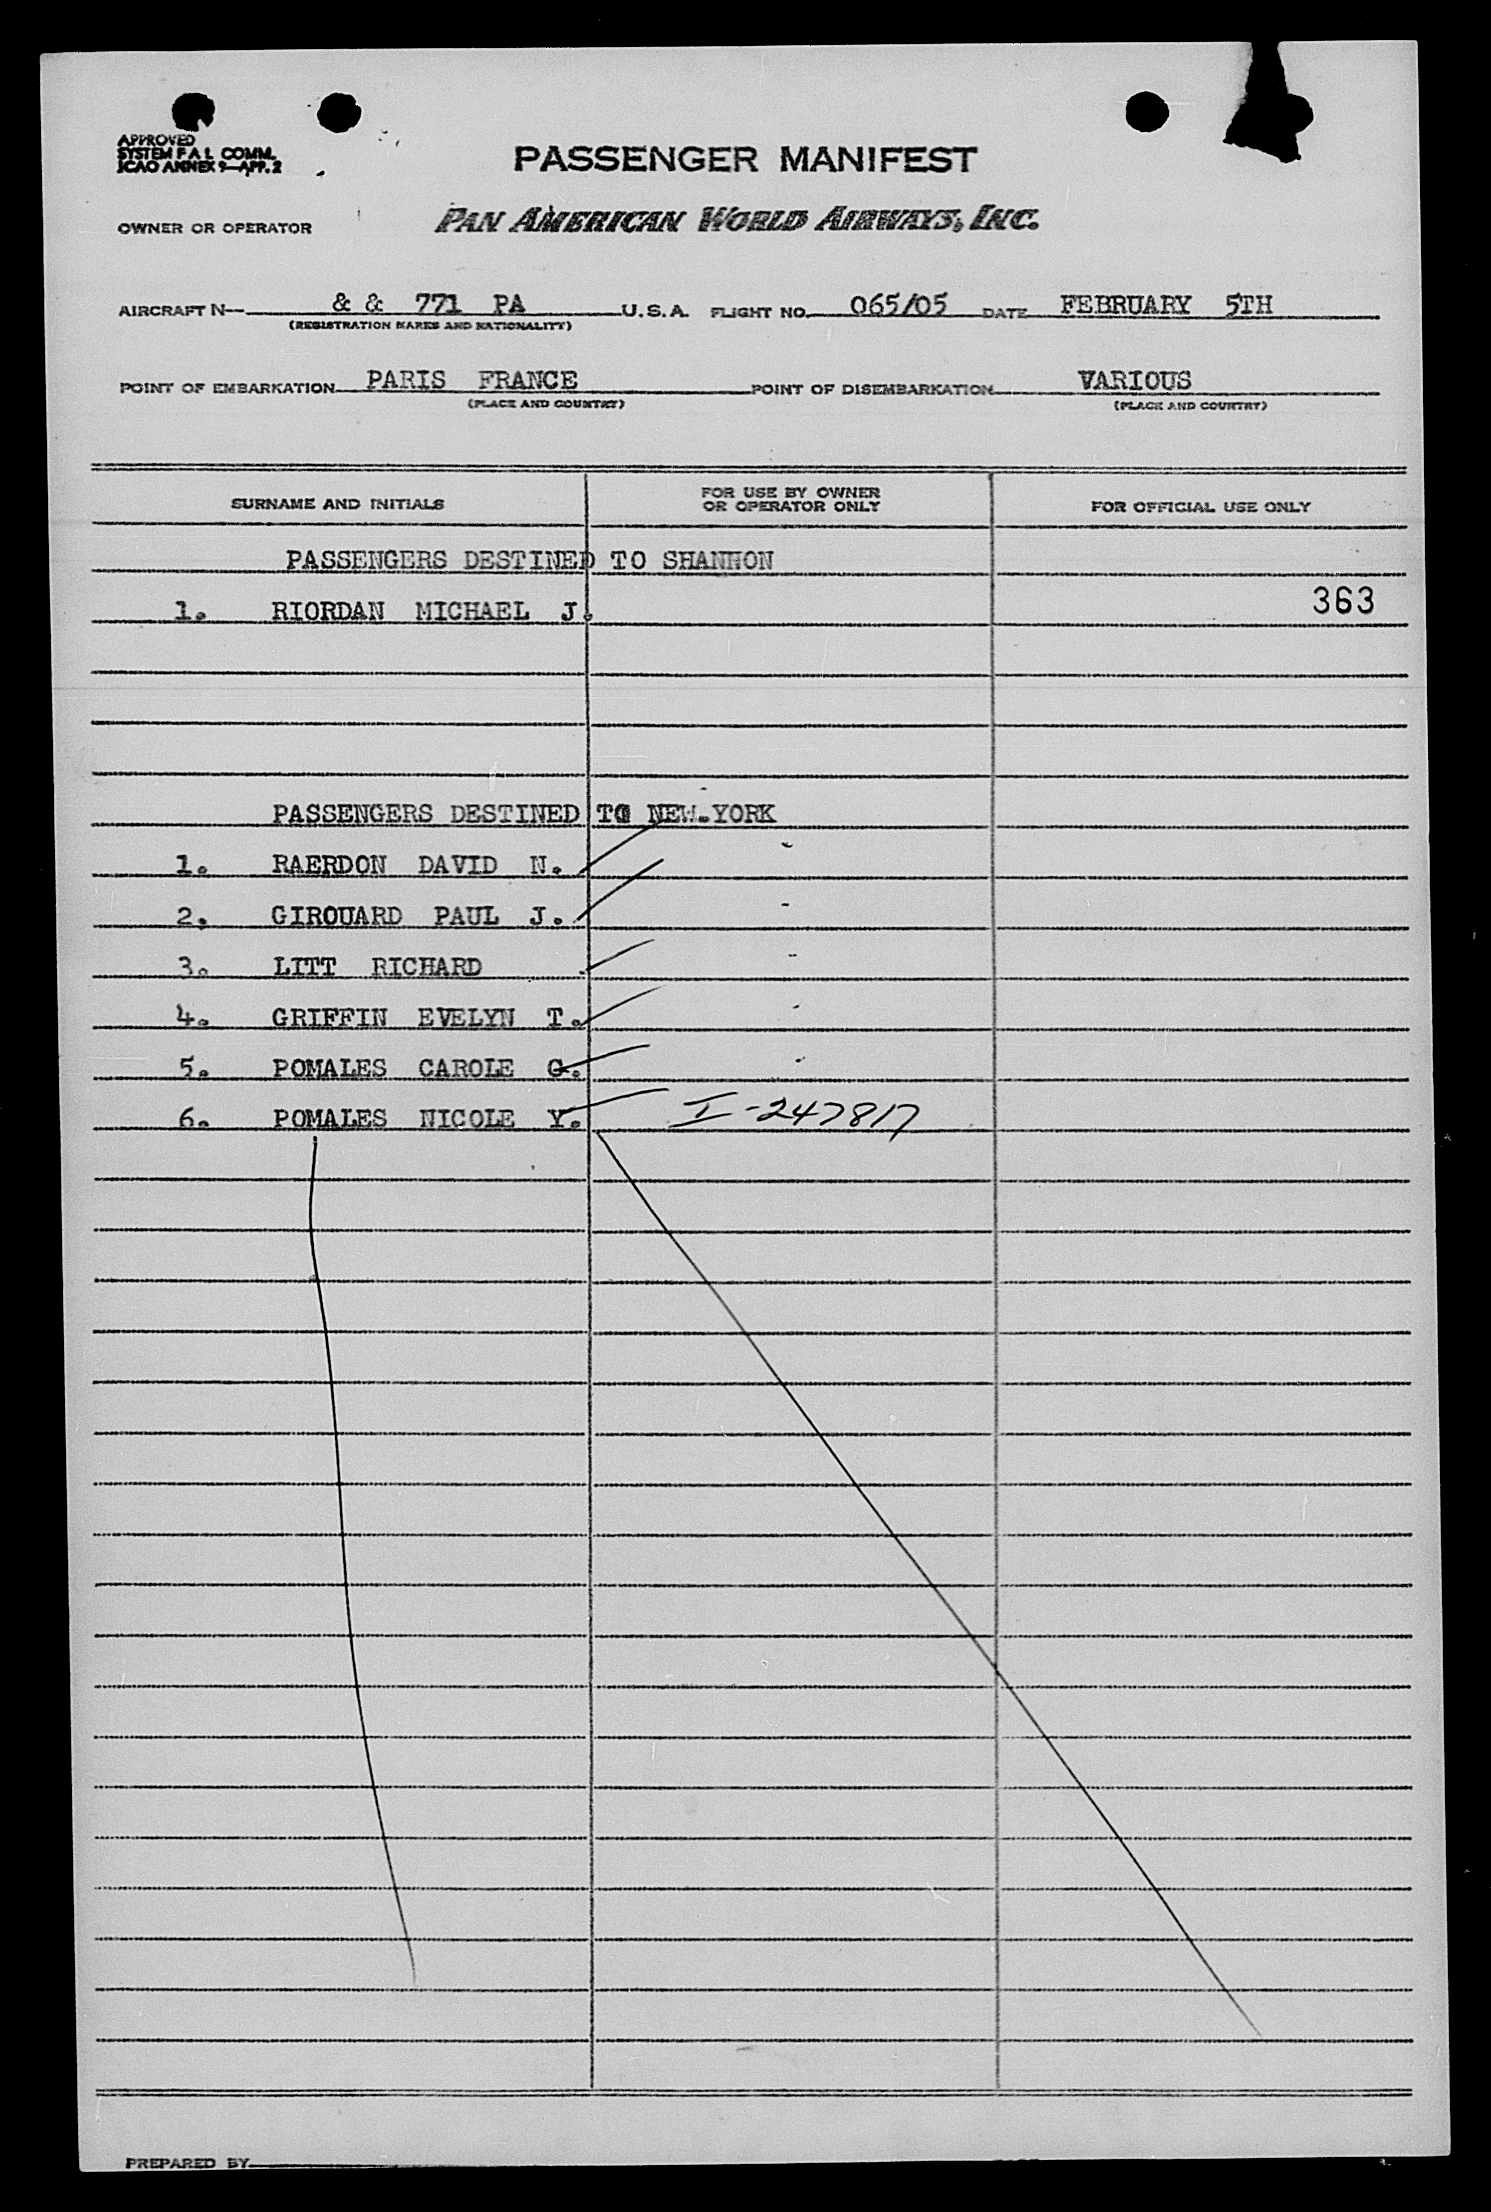 APPROVED
SYSTEM F A L COMM.
ICAO ANNEX 9—APP. 2
PASSENGER MANIFEST
OWNER OR OPERATOR PAN AMERICAN WORLD AIRWAYS, INC.
AIRCRAFT N— & & 771 PA U.S.A. FLIGHT NO. 065/05 DATE FEBRUARY 5TH
(REGISTRATION MARKS AND NATIONALITY)
POINT OF EMBARKATION PARIS FRANCE POINT OF DISEMBARKATION VARIOUS
(PLACE AND COUNTRY) (PLACE AND COUNTRY)
SURNAME AND INITIALS FOR USE BY OWNER OR OPERATOR ONLY FOR OFFICIAL USE ONLY
PASSENGERS DESTINED TO SHANNON
1. RIORDAN MICHAEL J. 363
PASSENGERS DESTINED TO NEW.YORK
1. RAERDON DAVID N.
2. GIROUARD PAUL J.
3. LITT RICHARD
4. GRIFFIN EVELYN T.
5. POMALES CAROLE G.
6. POMALES NICOLE Y. I-247817
PREPARED BY